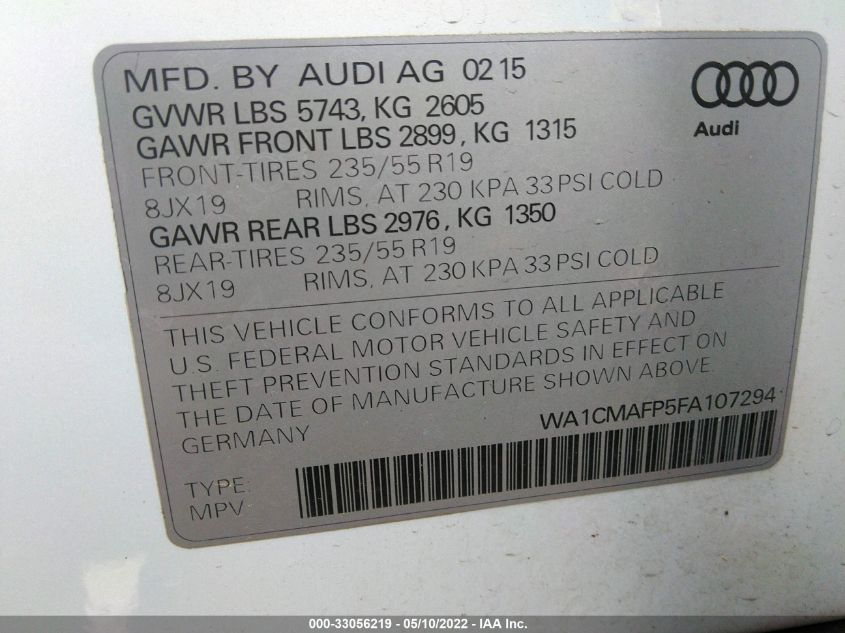 MFD. BY AUDI AG 02 15
GVWR LBS 5743, KG 2605
GAWR FRONT LBS 2899, KG 1315
FRONT-TIRES 235/55 R19
8JX19 RIMS, AT 230 KPA 33 PSI COLD
GAWR REAR LBS 2976, KG 1350
REAR-TIRES 235/55 R19
8JX19 RIMS, AT 230 KPA 33 PSI COLD
Audi
THIS VEHICLE CONFORMS TO ALL APPLICABLE
U.S. FEDERAL MOTOR VEHICLE SAFETY AND
THEFT PREVENTION STANDARDS IN EFFECT ON
THE DATE OF MANUFACTURE SHOWN ABOVE.
GERMANY WA1CMAFP5FA107294
TYPE:
MPV
000-33056219 - 05/10/2022 - IAA Inc.